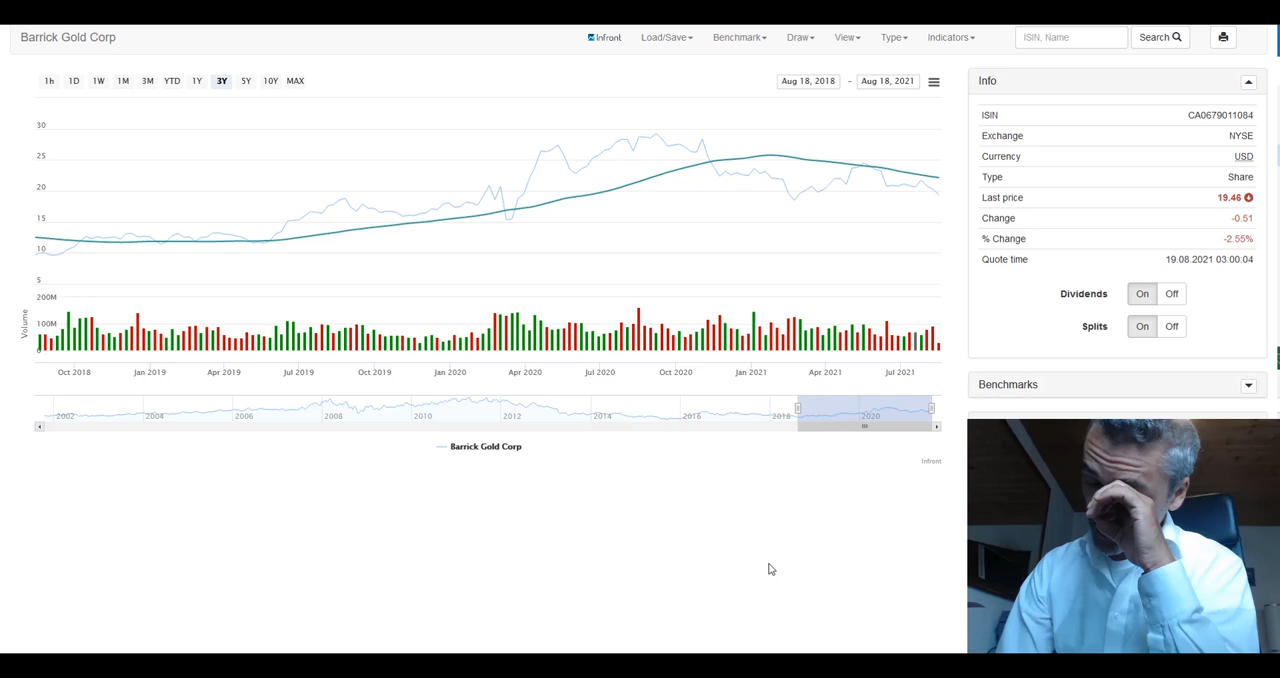 Barrick Gold Corp
Infront Load/Save Benchmark Draw View Type Indicators ISIN, Name Search
1h 1D 1W 1M 3M YTD 1Y 3Y 5Y 10Y MAX
Aug 18, 2018 – Aug 18, 2021
30
25
20
15
10
5
200M
100M
0
Volume
Oct 2018 Jan 2019 Apr 2019 Jul 2019 Oct 2019 Jan 2020 Apr 2020 Jul 2020 Oct 2020 Jan 2021 Apr 2021 Jul 2021
2002 2004 2006 2008 2010 2012 2014 2016 2018 2020
Barrick Gold Corp
Infront
Info
ISIN CA0679011084
Exchange NYSE
Currency USD
Type Share
Last price 19.46
Change -0.51
% Change -2.55%
Quote time 19.08.2021 03:00:04
Dividends On Off
Splits On Off
Benchmarks